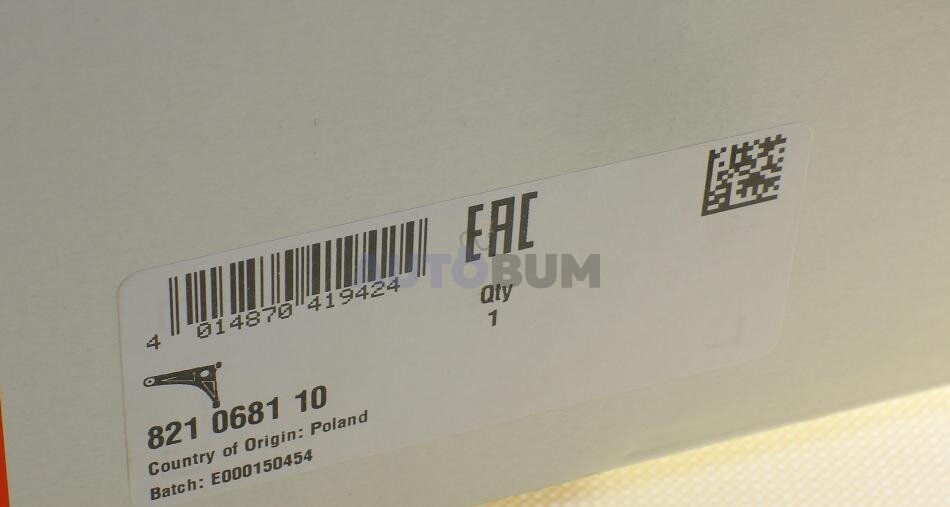 EAC
4 014870 419424
AUTOBUM
Qty
1
821 0681 10
Country of Origin: Poland
Batch: E000150454